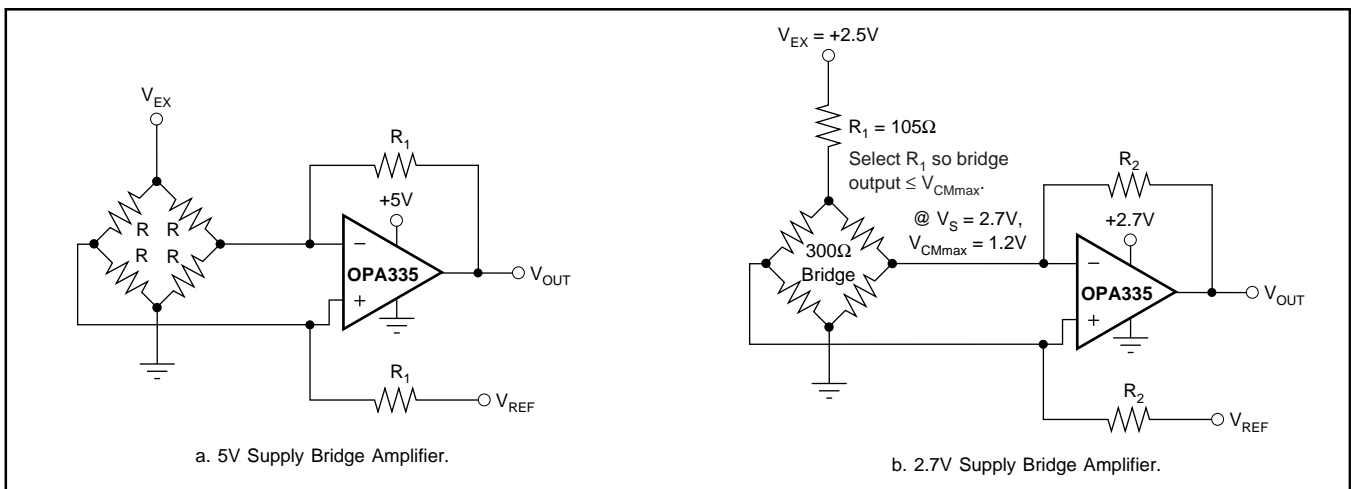 V_EX
R_1
+5V
R R
R R
−
OPA335
+
V_OUT
R_1
V_REF
a. 5V Supply Bridge Amplifier.
V_EX = +2.5V
R_1 = 105Ω
Select R_1 so bridge
output ≤ V_CMmax.
@ V_S = 2.7V,
V_CMmax = 1.2V
300Ω
Bridge
R_2
+2.7V
−
OPA335
+
V_OUT
R_2
V_REF
b. 2.7V Supply Bridge Amplifier.